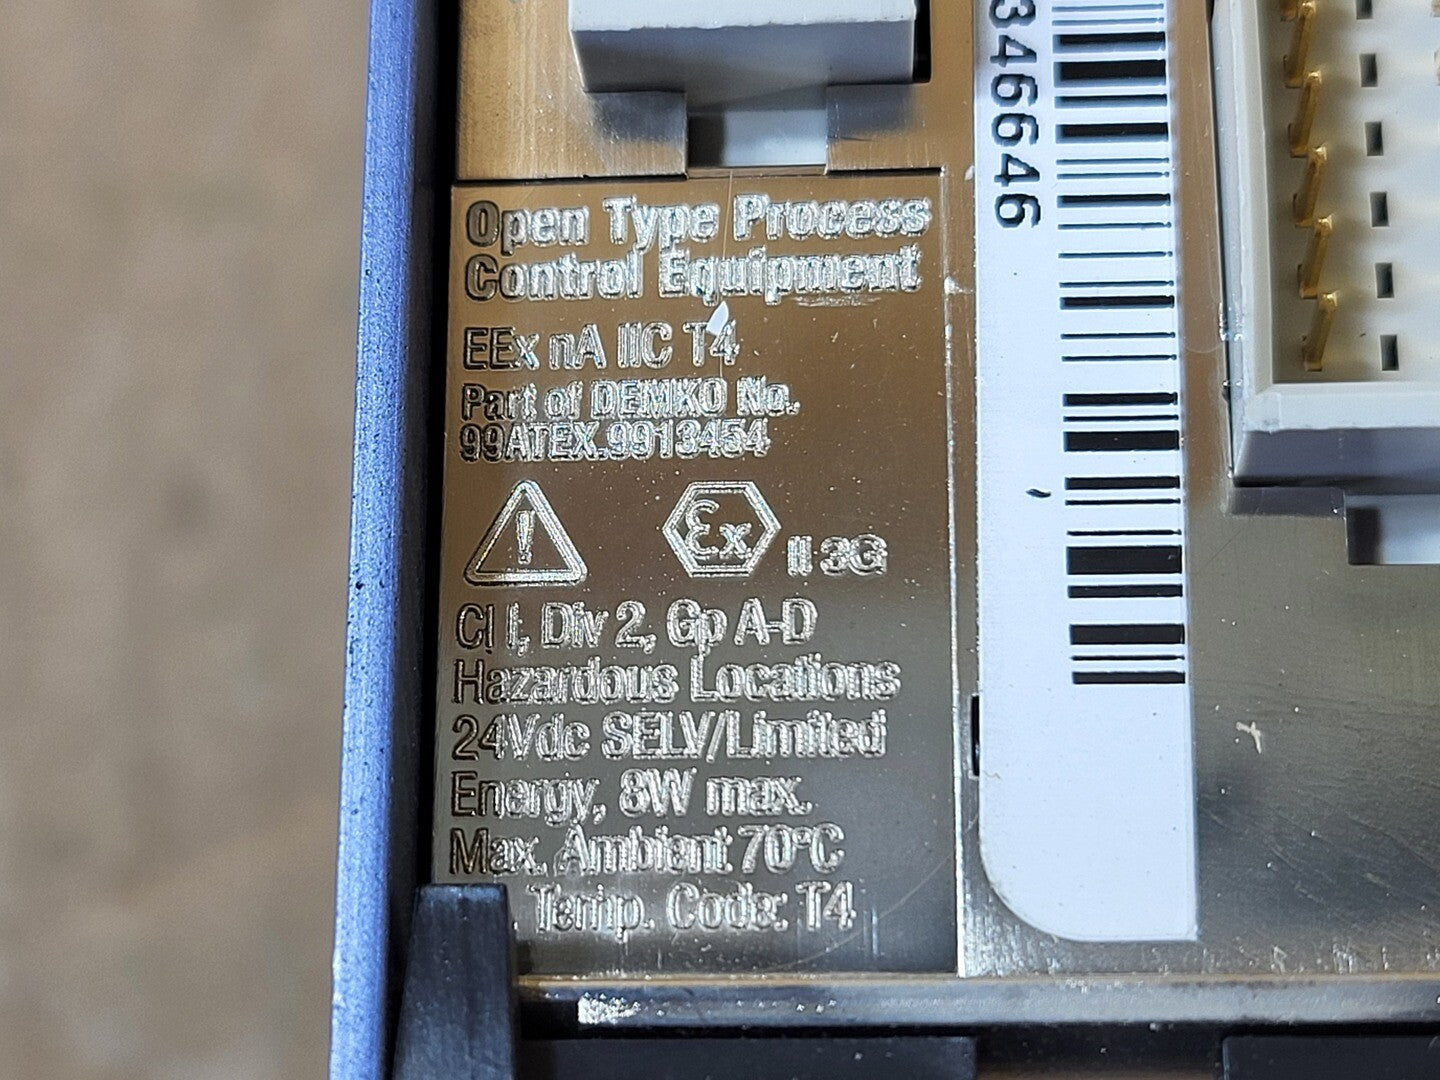 Open Type Process
Control Equipment
EEx nA IIC T4
Part of DEMKO No.
99ATEX.9913454
Ex II 3G
Cl I, Div 2, Gp A-D
Hazardous Locations
24Vdc SELV/Limited
Energy, 8W max.
Max. Ambient 70°C
Temp. Code: T4
346646